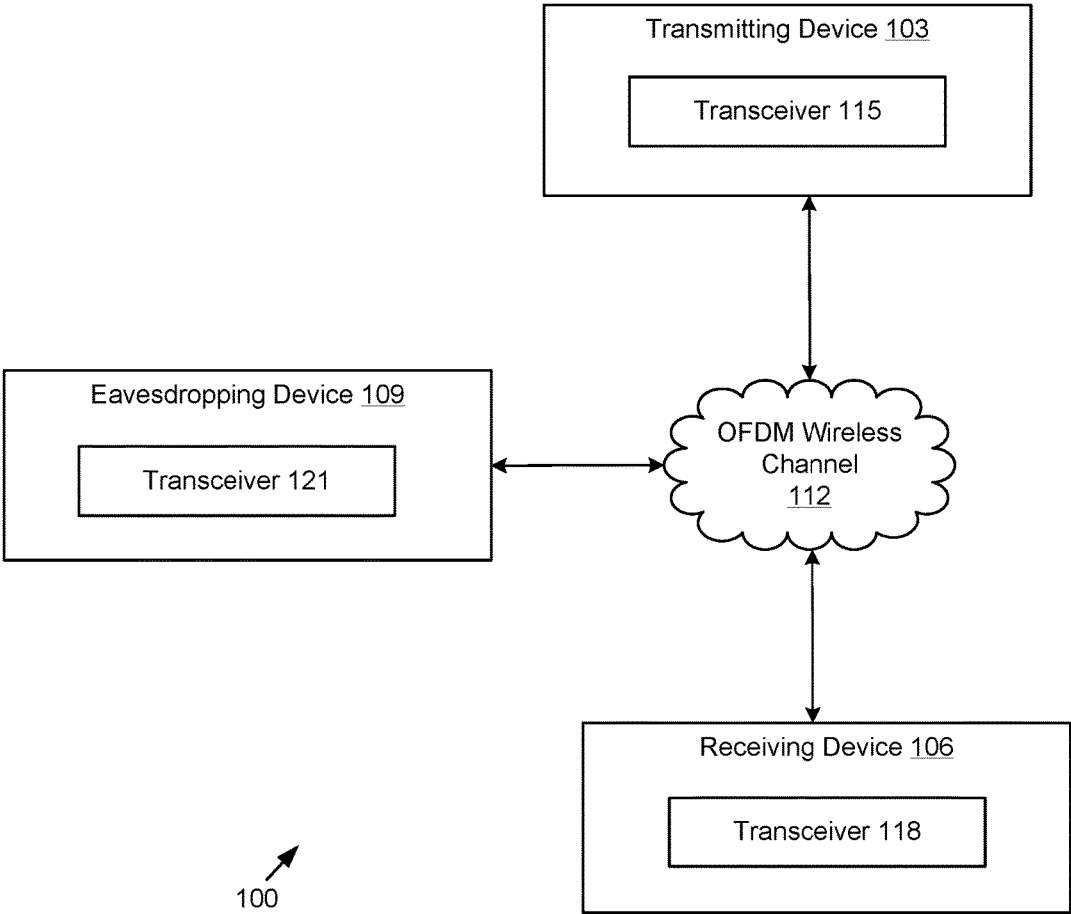 Transmitting Device 103
Transceiver 115
Eavesdropping Device 109
Transceiver 121
OFDM Wireless
Channel
112
Receiving Device 106
Transceiver 118
100